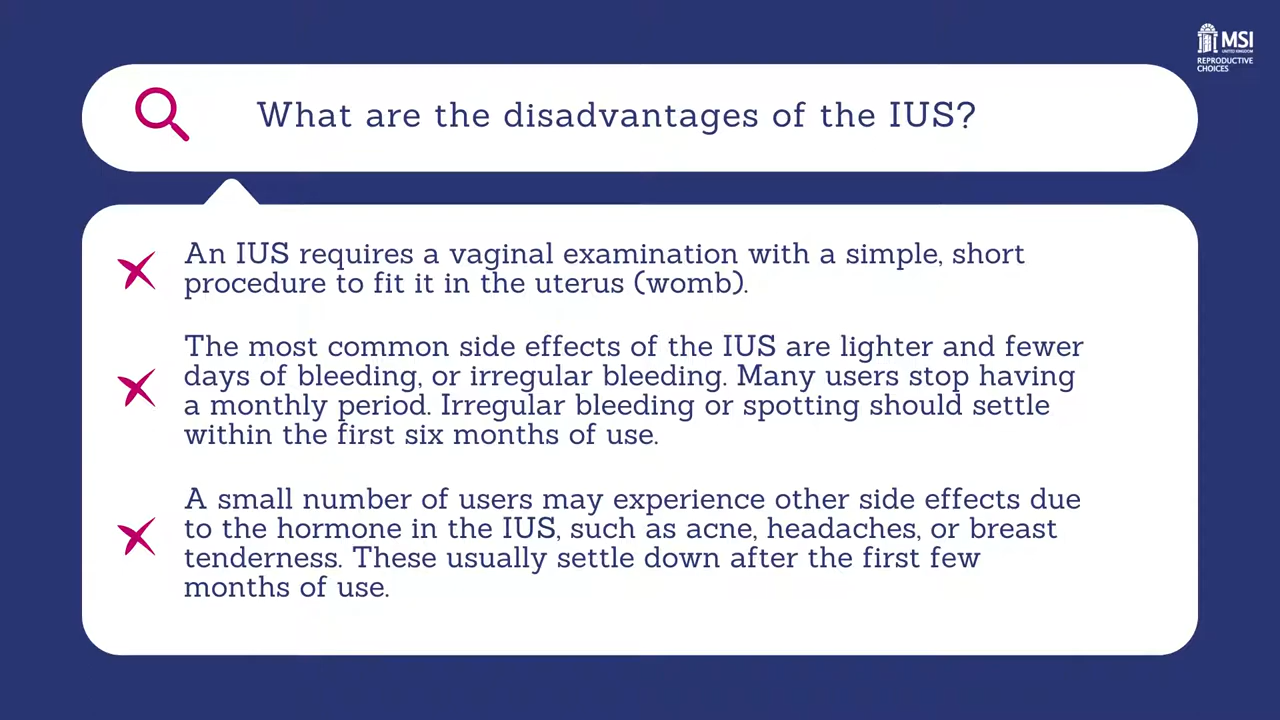 MSI
UNITED KINGDOM
REPRODUCTIVE
CHOICES
What are the disadvantages of the IUS?
An IUS requires a vaginal examination with a simple, short
procedure to fit it in the uterus (womb).
The most common side effects of the IUS are lighter and fewer
days of bleeding, or irregular bleeding. Many users stop having
a monthly period. Irregular bleeding or spotting should settle
within the first six months of use.
A small number of users may experience other side effects due
to the hormone in the IUS, such as acne, headaches, or breast
tenderness. These usually settle down after the first few
months of use.